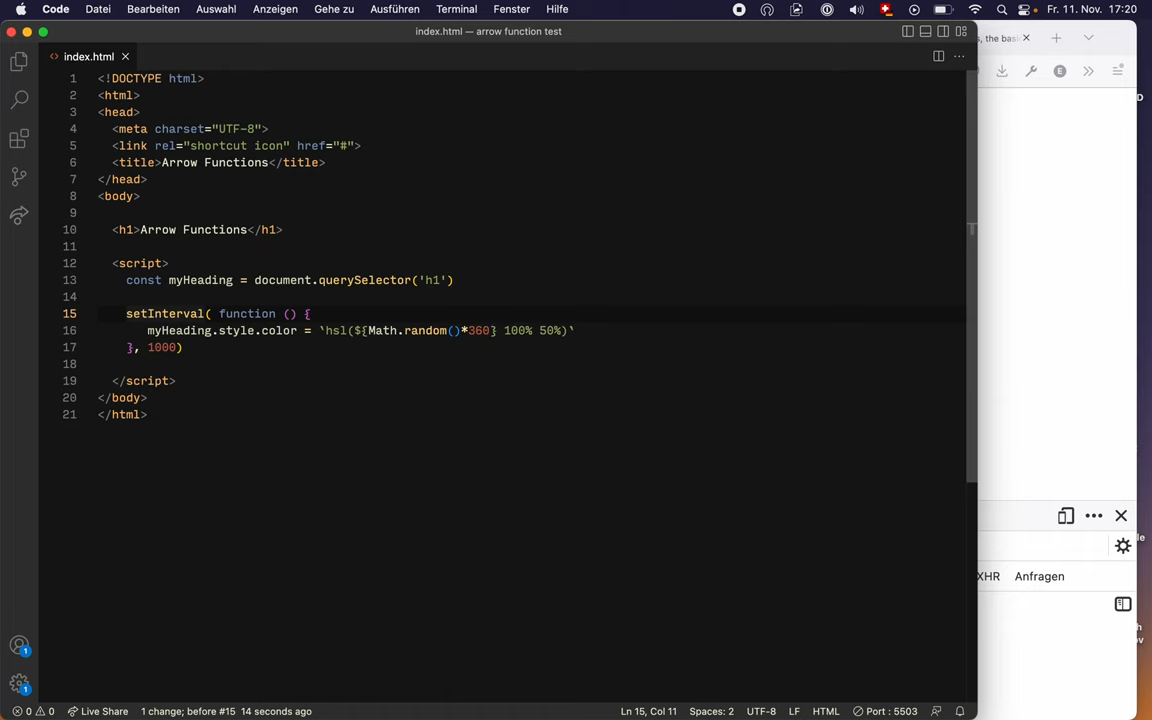 Code Datei Bearbeiten Auswahl Anzeigen Gehe zu Ausführen Terminal Fenster Hilfe Fr. 11. Nov. 17:20
index.html — arrow function test
, the basi
index.html
1 <!DOCTYPE html>
2 <html>
3 <head>
4 <meta charset="UTF-8">
5 <link rel="shortcut icon" href="#">
6 <title>Arrow Functions</title>
7 </head>
8 <body>
9
10 <h1>Arrow Functions</h1>
11
12 <script>
13 const myHeading = document.querySelector('h1')
14
15 setInterval( function () {
16 myHeading.style.color = `hsl(${Math.random()*360} 100% 50%)`
17 }, 1000)
18
19 </script>
20 </body>
21 </html>
XHR Anfragen
0 0 Live Share 1 change; before #15 14 seconds ago Ln 15, Col 11 Spaces: 2 UTF-8 LF HTML Port : 5503